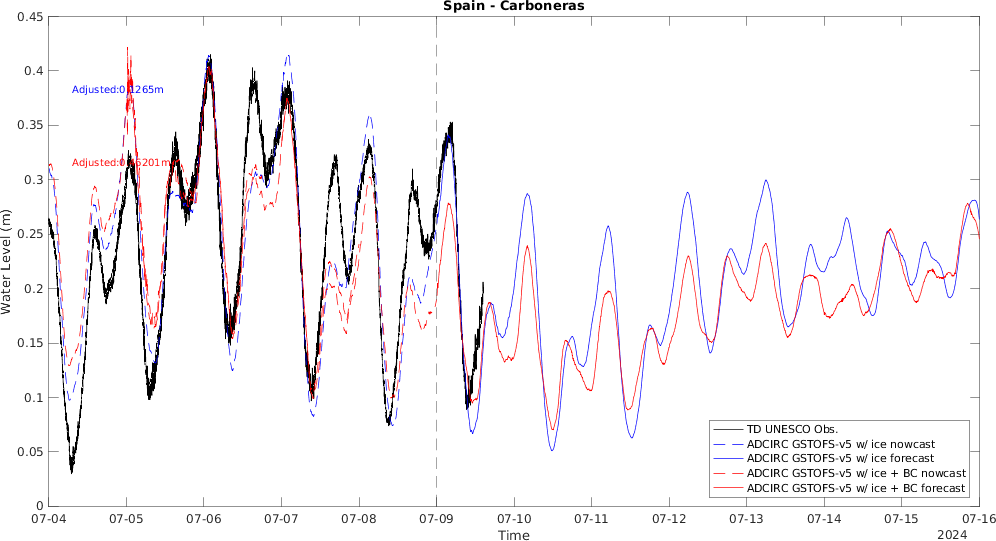 Spain - Carboneras
Water Level (m)
0.45
0.4
0.35
0.3
0.25
0.2
0.15
0.1
0.05
0
Adjusted:0.1265m
07-04
07-05
07-06
07-07
07-08
07-09
07-10
07-11
07-12
07-13
07-14
07-15
07-16
Time
2024
TD UNESCO Obs.
ADCIRC GSTOFS-v5 w/ ice nowcast
ADCIRC GSTOFS-v5 w/ ice forecast
ADCIRC GSTOFS-v5 w/ ice + BC nowcast
ADCIRC GSTOFS-v5 w/ ice + BC forecast